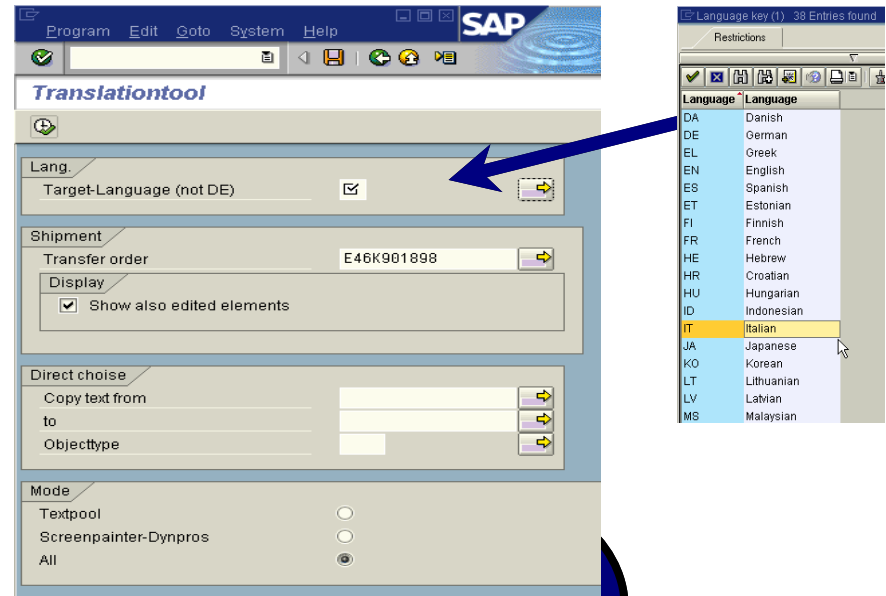 Program Edit Goto System Help
SAP
Translationtool
Lang.
Target-Language (not DE)
Shipment
Transfer order E46K901898
Display
Show also edited elements
Direct choise
Copy text from
to
Objecttype
Mode
Textpool
Screenpainter-Dynpros
All
Language key (1) 38 Entries found
Restrictions
Language Language
DA Danish
DE German
EL Greek
EN English
ES Spanish
ET Estonian
FI Finnish
FR French
HE Hebrew
HR Croatian
HU Hungarian
ID Indonesian
IT Italian
JA Japanese
KO Korean
LT Lithuanian
LV Latvian
MS Malaysian